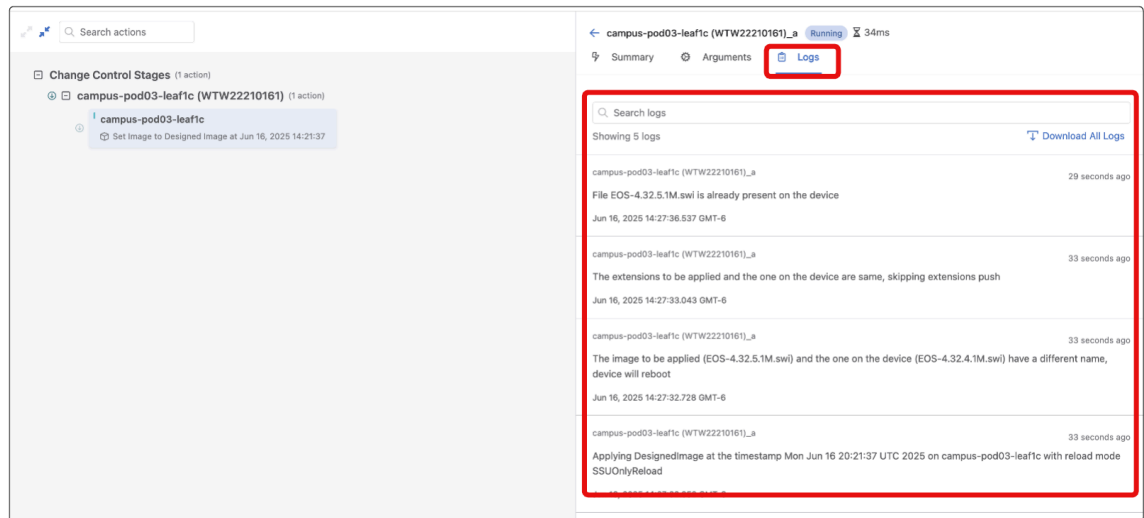 Search actions
Change Control Stages (1 action)
campus-pod03-leaf1c (WTW22210161) (1 action)
campus-pod03-leaf1c
Set Image to Designed Image at Jun 16, 2025 14:21:37
campus-pod03-leaf1c (WTW22210161)_a Running 34ms
Summary Arguments Logs
Search logs
Showing 5 logs Download All Logs
campus-pod03-leaf1c (WTW22210161)_a 29 seconds ago
File EOS-4.32.5.1M.swi is already present on the device
Jun 16, 2025 14:27:36.537 GMT-6
campus-pod03-leaf1c (WTW22210161)_a 33 seconds ago
The extensions to be applied and the one on the device are same, skipping extensions push
Jun 16, 2025 14:27:33.043 GMT-6
campus-pod03-leaf1c (WTW22210161)_a 33 seconds ago
The image to be applied (EOS-4.32.5.1M.swi) and the one on the device (EOS-4.32.4.1M.swi) have a different name,
device will reboot
Jun 16, 2025 14:27:32.728 GMT-6
campus-pod03-leaf1c (WTW22210161)_a 33 seconds ago
Applying DesignedImage at the timestamp Mon Jun 16 20:21:37 UTC 2025 on campus-pod03-leaf1c with reload mode
SSUOnlyReload